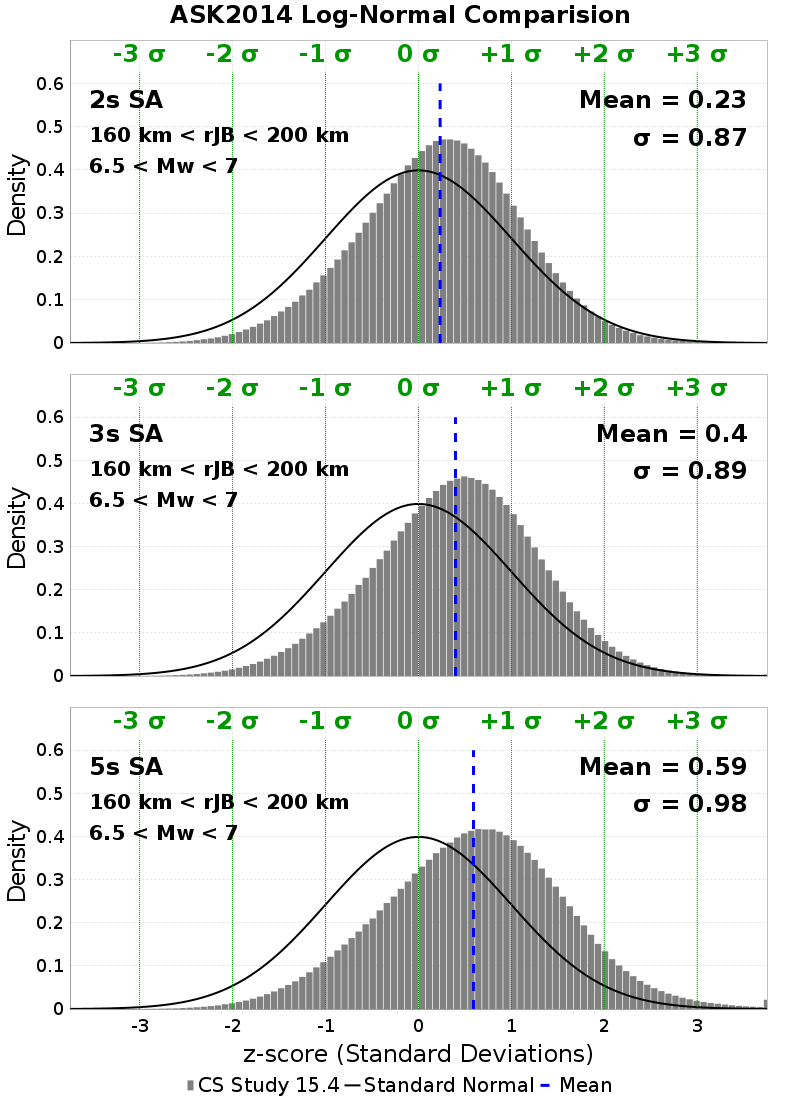 ASK2014 Log-Normal Comparision
-3 σ -2 σ -1 σ 0 σ +1 σ +2 σ +3 σ
0.6
2s SA Mean = 0.23
0.5
160 km < rJB < 200 km σ = 0.87
6.5 < Mw < 7
0.4
0.3
0.2
0.1
0
Density
-3 σ -2 σ -1 σ 0 σ +1 σ +2 σ +3 σ
0.6
3s SA Mean = 0.4
0.5
160 km < rJB < 200 km σ = 0.89
6.5 < Mw < 7
0.4
0.3
0.2
0.1
0
Density
-3 σ -2 σ -1 σ 0 σ +1 σ +2 σ +3 σ
0.6
5s SA Mean = 0.59
0.5
160 km < rJB < 200 km σ = 0.98
6.5 < Mw < 7
0.4
0.3
0.2
0.1
0
Density
-3 -2 -1 0 1 2 3
z-score (Standard Deviations)
CS Study 15.4 Standard Normal Mean